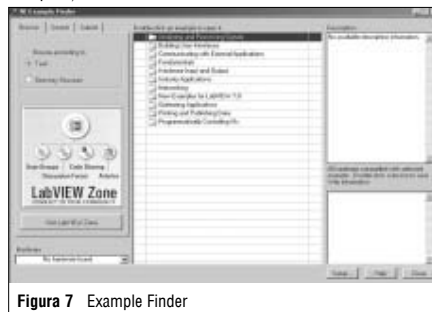 NI Example Finder
Browse
Search
Submit
Double-click an example to open it.
Description
Browse according to:
Task
Directory Structure
Analyzing and Processing Signals
Building User Interfaces
Communicating with External Applications
Fundamentals
Hardware Input and Output
Industry Applications
Networking
New Examples for LabVIEW 7.0
Optimizing Applications
Printing and Publishing Data
Programmatically Controlling VIs
No available description information.
User Groups
Code Sharing
Discussion Forum
Articles
LabVIEW Zone
Visit LabVIEW Zone
Hardware
No hardware found
Help
Close
Figura 7 Example Finder